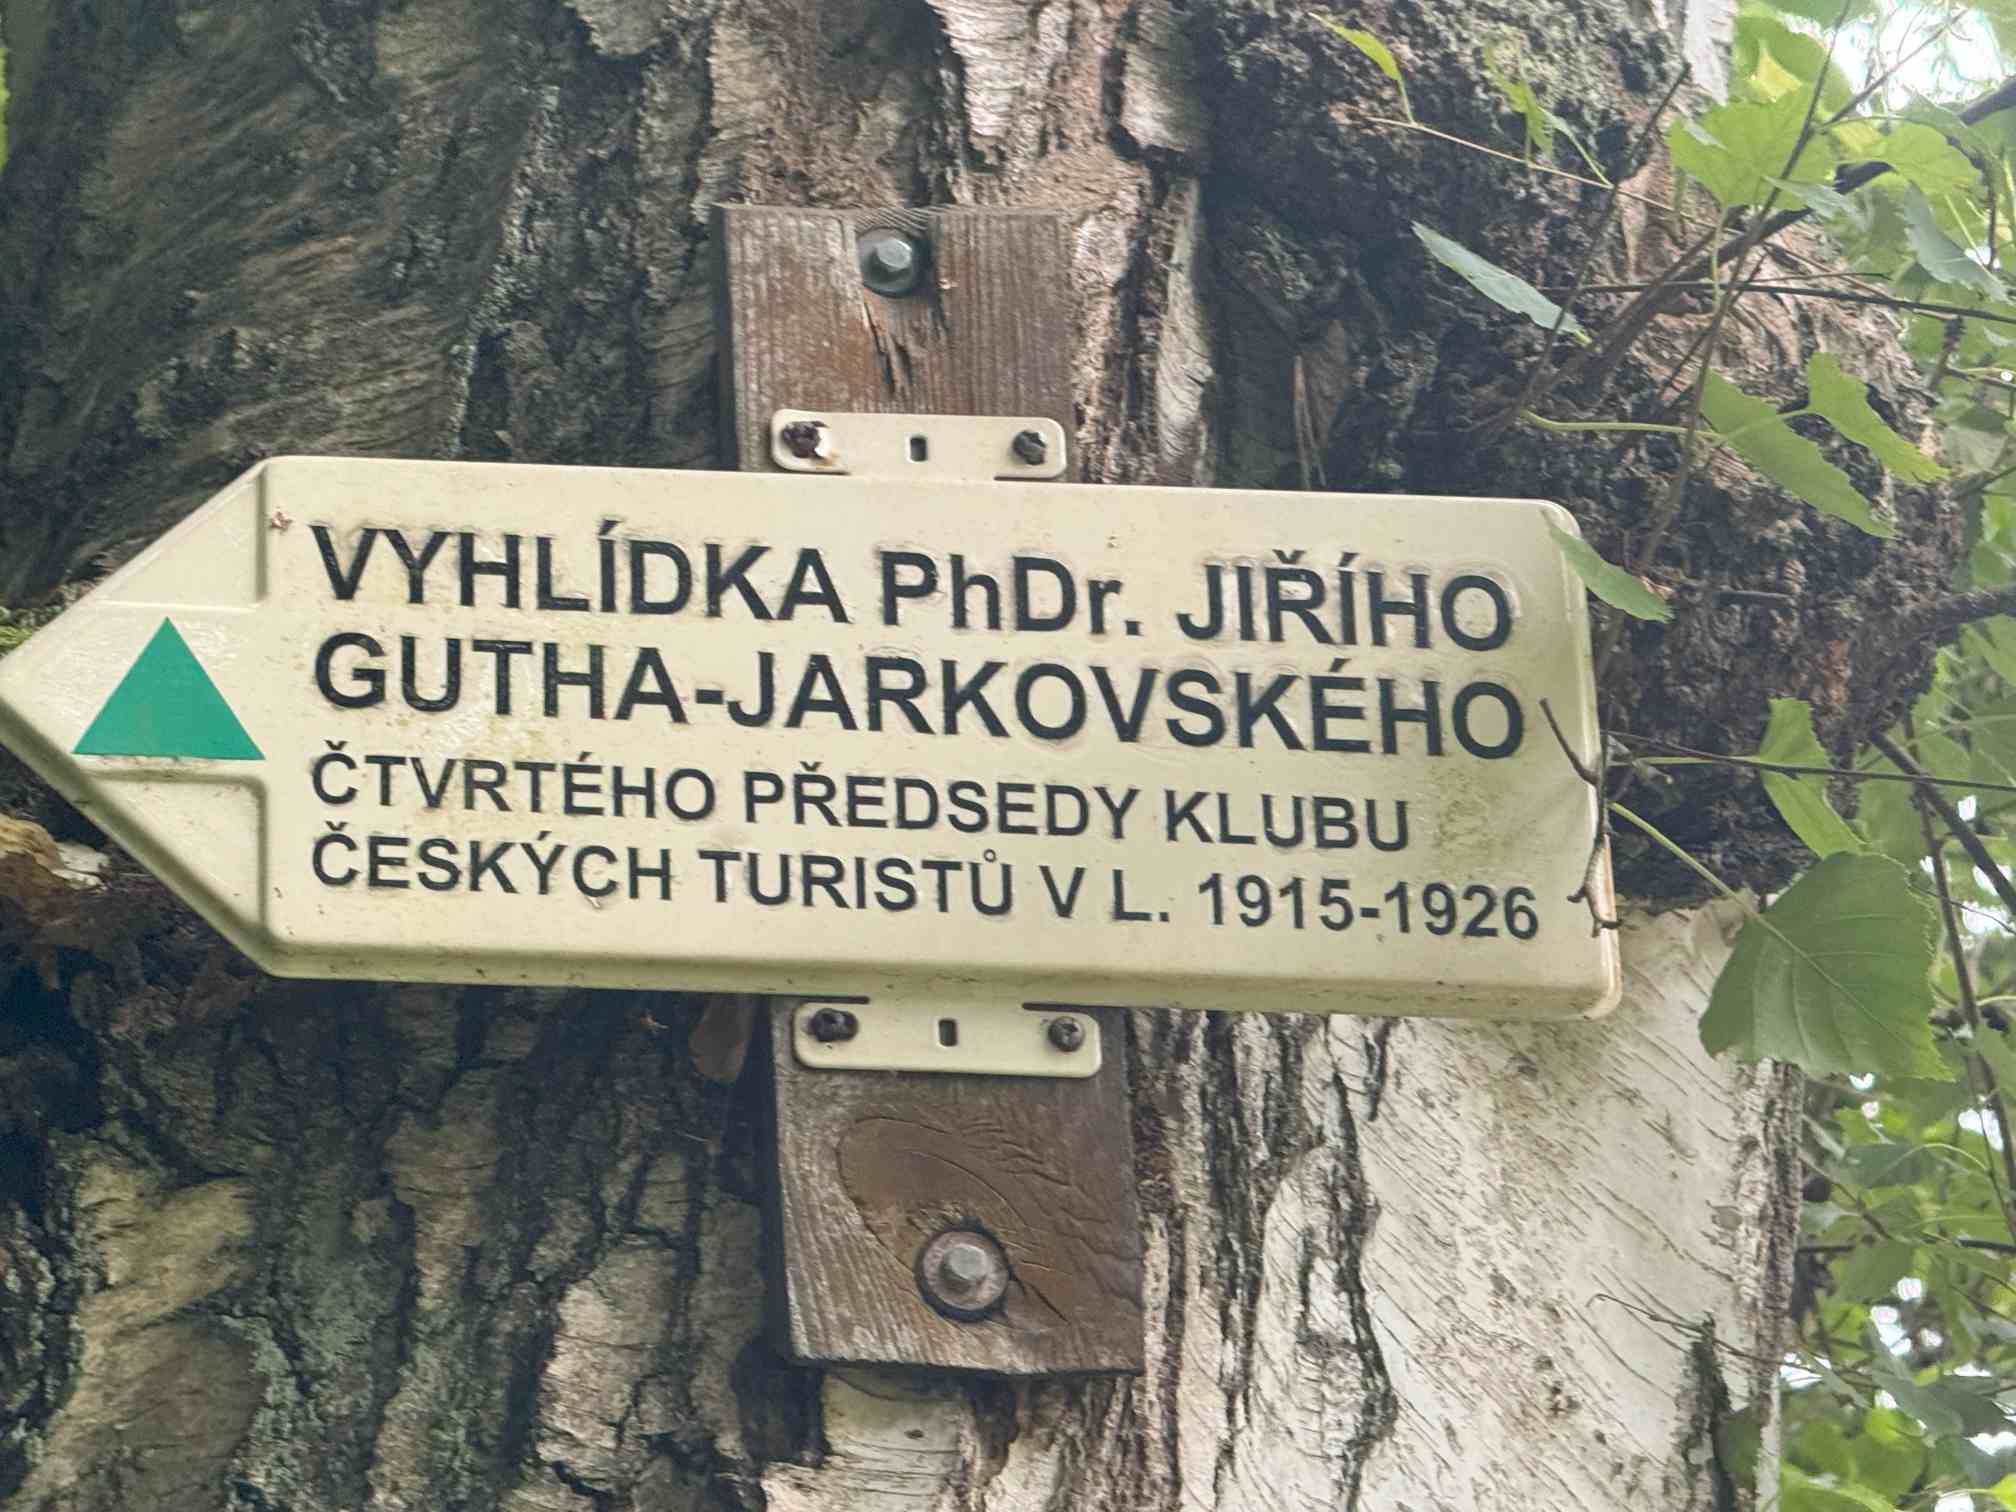 VYHLÍDKA PhDr. JIŘÍHO
GUTHA-JARKOVSKÉHO
ČTVRTÉHO PŘEDSEDY KLUBU
ČESKÝCH TURISTŮ V L. 1915-1926